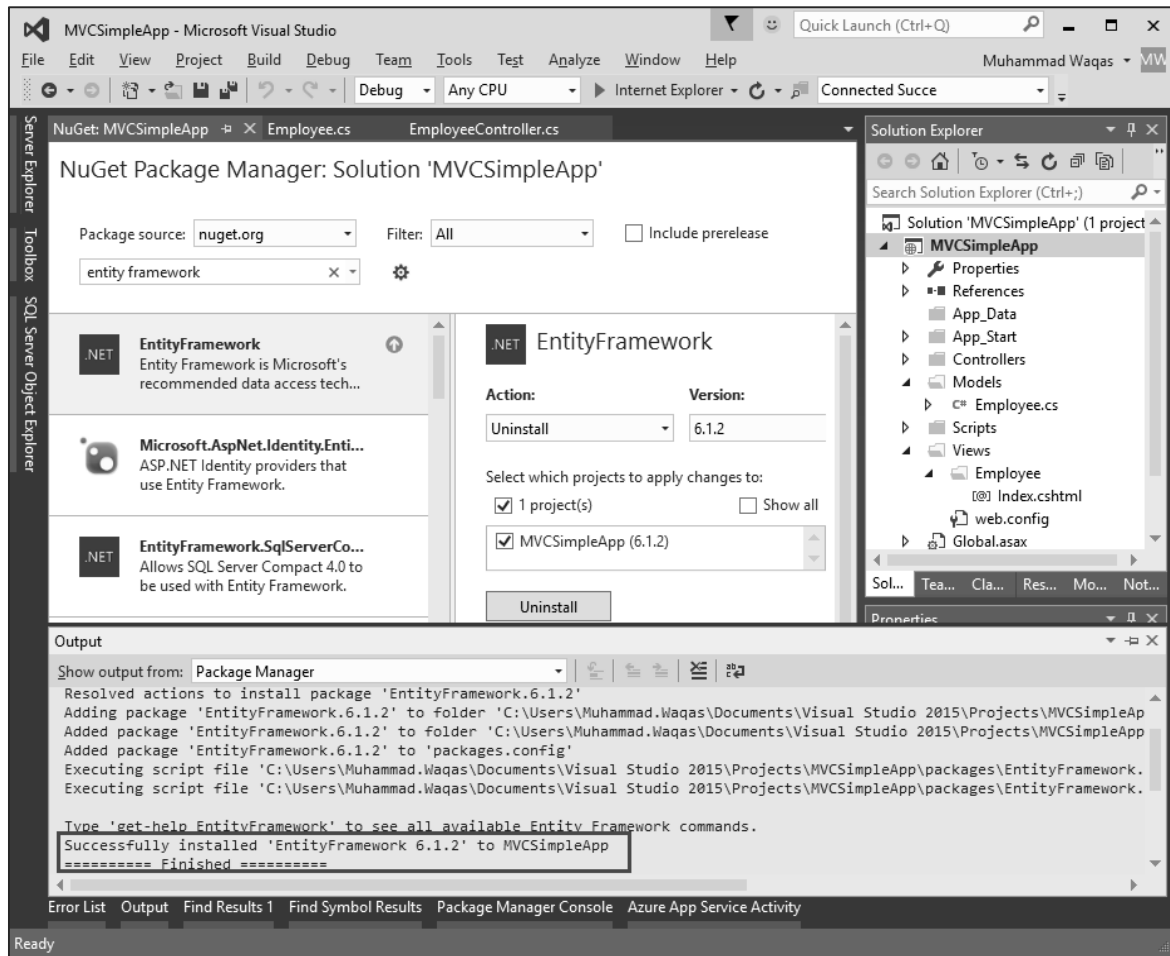 MVCSimpleApp - Microsoft Visual Studio
Quick Launch (Ctrl+Q)
File Edit View Project Build Debug Team Tools Test Analyze Window Help
Muhammad Waqas MW
Debug Any CPU Internet Explorer Connected Succe
Server Explorer
Toolbox
SQL Server Object Explorer
NuGet: MVCSimpleApp Employee.cs EmployeeController.cs
NuGet Package Manager: Solution 'MVCSimpleApp'
Package source: nuget.org Filter: All Include prerelease
entity framework
.NET
EntityFramework
Entity Framework is Microsoft's
recommended data access tech...
Microsoft.AspNet.Identity.Enti...
ASP.NET Identity providers that
use Entity Framework.
.NET
EntityFramework.SqlServerCo...
Allows SQL Server Compact 4.0 to
be used with Entity Framework.
.NET EntityFramework
Action: Version:
Uninstall 6.1.2
Select which projects to apply changes to:
1 project(s) Show all
MVCSimpleApp (6.1.2)
Uninstall
Solution Explorer
Search Solution Explorer (Ctrl+;)
Solution 'MVCSimpleApp' (1 project
MVCSimpleApp
Properties
References
App_Data
App_Start
Controllers
Models
C# Employee.cs
Scripts
Views
Employee
[@] Index.cshtml
web.config
Global.asax
Sol... Tea... Cla... Res... Mo... Not...
Properties
Output
Show output from: Package Manager
Resolved actions to install package 'EntityFramework.6.1.2'
Adding package 'EntityFramework.6.1.2' to folder 'C:\Users\Muhammad.Waqas\Documents\Visual Studio 2015\Projects\MVCSimpleAp
Added package 'EntityFramework.6.1.2' to folder 'C:\Users\Muhammad.Waqas\Documents\Visual Studio 2015\Projects\MVCSimpleApp
Added package 'EntityFramework.6.1.2' to 'packages.config'
Executing script file 'C:\Users\Muhammad.Waqas\Documents\Visual Studio 2015\Projects\MVCSimpleApp\packages\EntityFramework.
Executing script file 'C:\Users\Muhammad.Waqas\Documents\Visual Studio 2015\Projects\MVCSimpleApp\packages\EntityFramework.
Type 'get-help EntityFramework' to see all available Entity Framework commands.
Successfully installed 'EntityFramework 6.1.2' to MVCSimpleApp
========== Finished ==========
Error List Output Find Results 1 Find Symbol Results Package Manager Console Azure App Service Activity
Ready